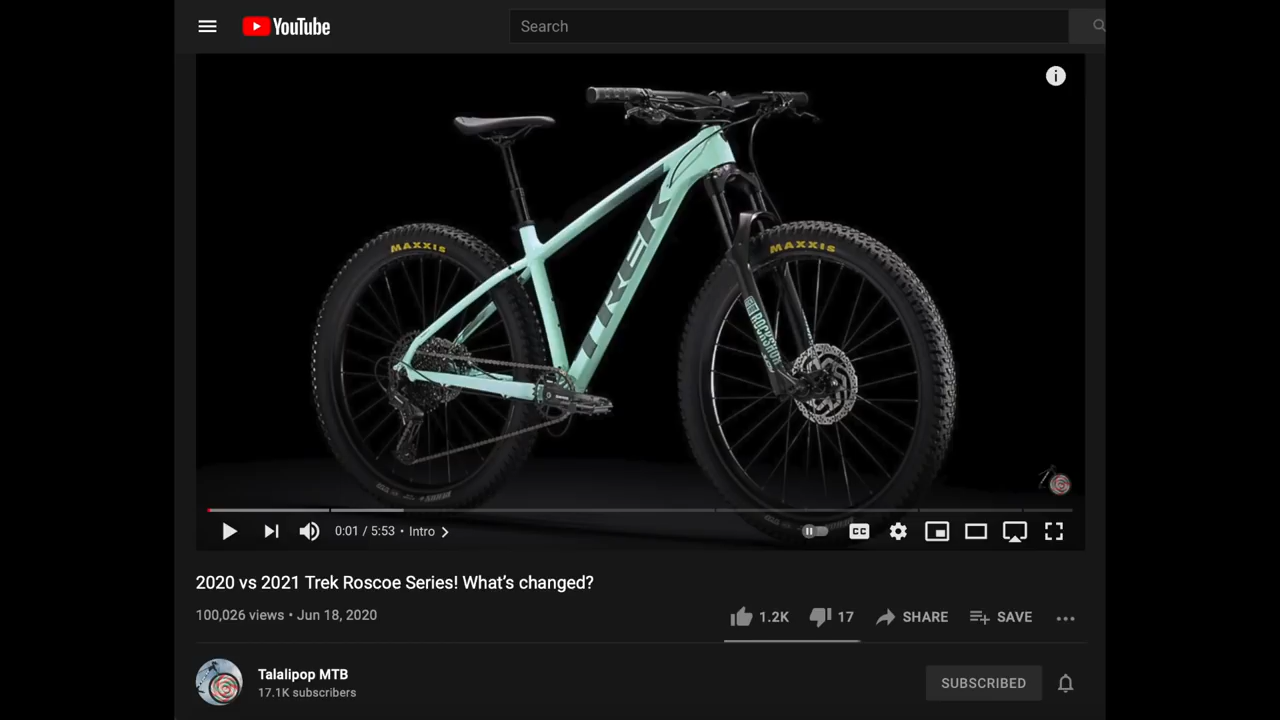 YouTube
Search
MAXXIS
MAXXIS
TREK
ROCKSHOX
0:01 / 5:53 • Intro
CC
2020 vs 2021 Trek Roscoe Series! What's changed?
100,026 views • Jun 18, 2020
1.2K 17 SHARE SAVE
Talalipop MTB
17.1K subscribers
SUBSCRIBED